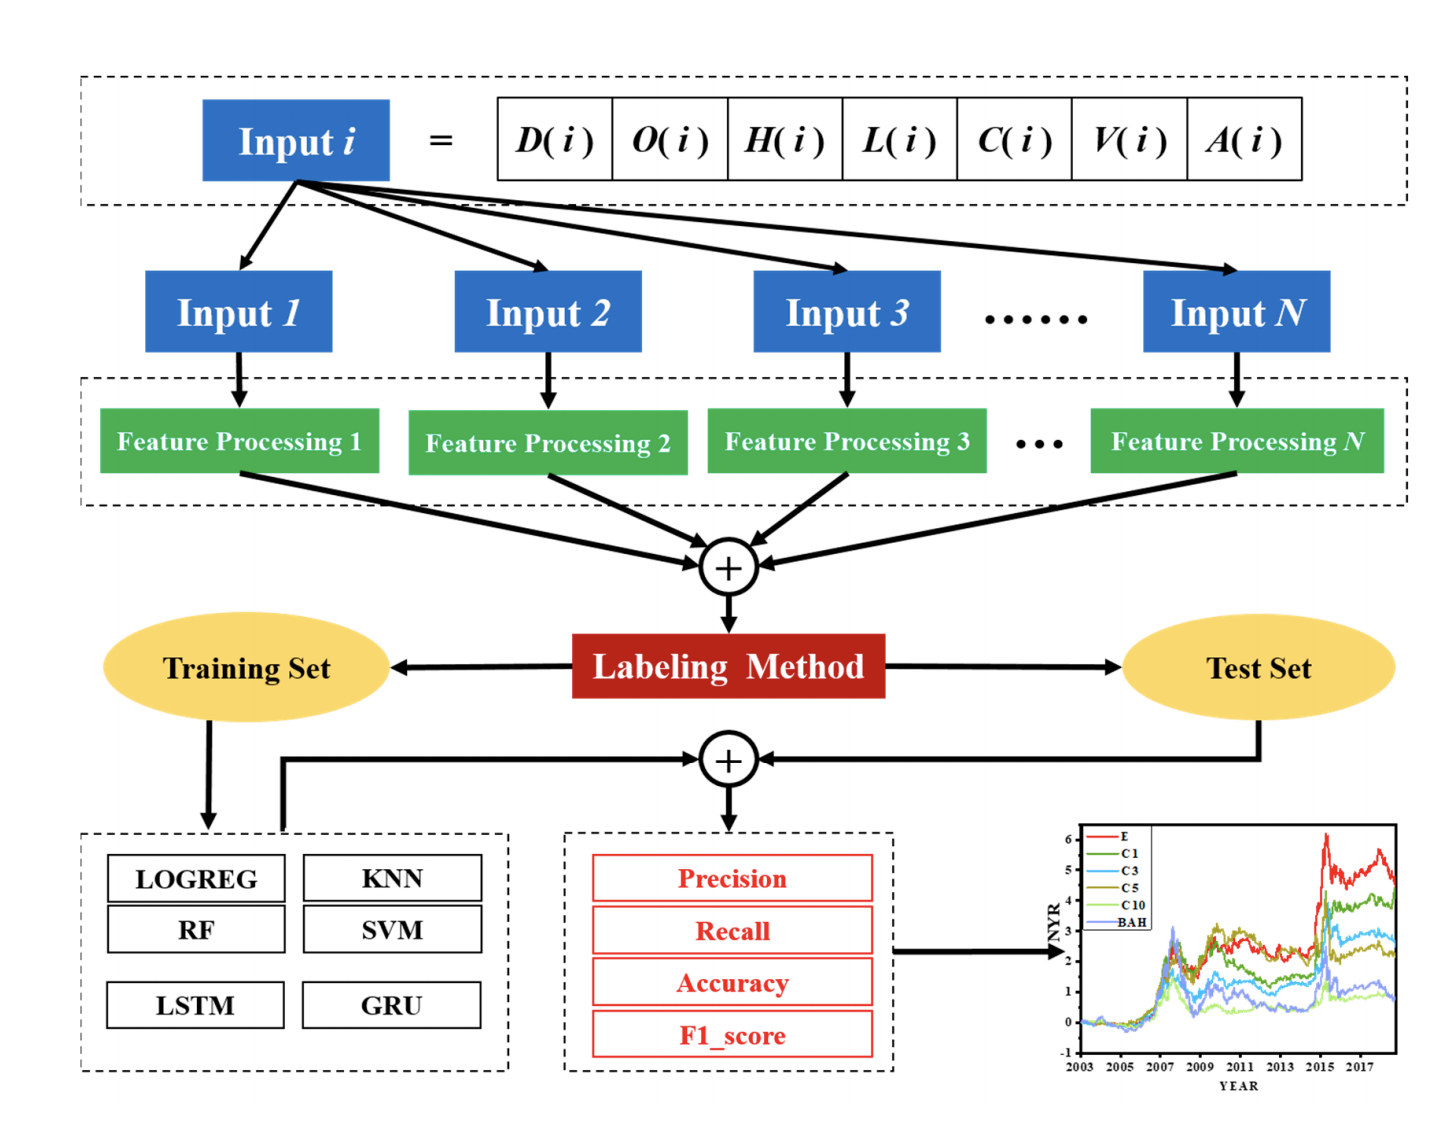 Input i = D( i ) O( i ) H( i ) L( i ) C( i ) V( i ) A( i )
Input 1 Input 2 Input 3 ...... Input N
Feature Processing 1 Feature Processing 2 Feature Processing 3 ... Feature Processing N
+
Training Set Labeling Method Test Set
+
LOGREG KNN
RF SVM
LSTM GRU
Precision
Recall
Accuracy
F1_score
NYR
6
5
4
3
2
1
0
-1
E
C1
C3
C5
C10
BAH
2003 2005 2007 2009 2011 2013 2015 2017
YEAR